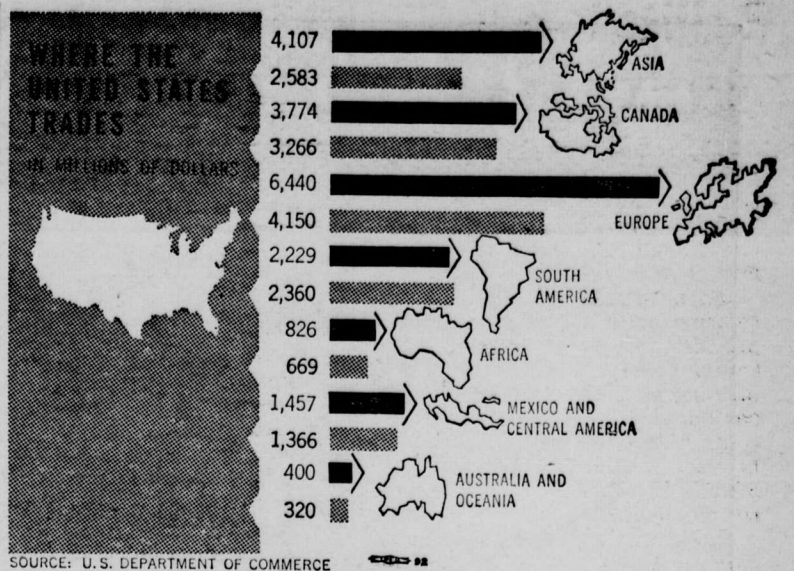 WHERE THE
UNITED STATES
TRADES
IN MILLIONS OF DOLLARS
4,107
ASIA
2,583
3,774
CANADA
3,266
6,440
EUROPE
4,150
2,229
SOUTH
AMERICA
2,360
826
AFRICA
669
1,457
MEXICO AND
CENTRAL AMERICA
1,366
400
AUSTRALIA AND
OCEANIA
320
SOURCE: U.S. DEPARTMENT OF COMMERCE
92